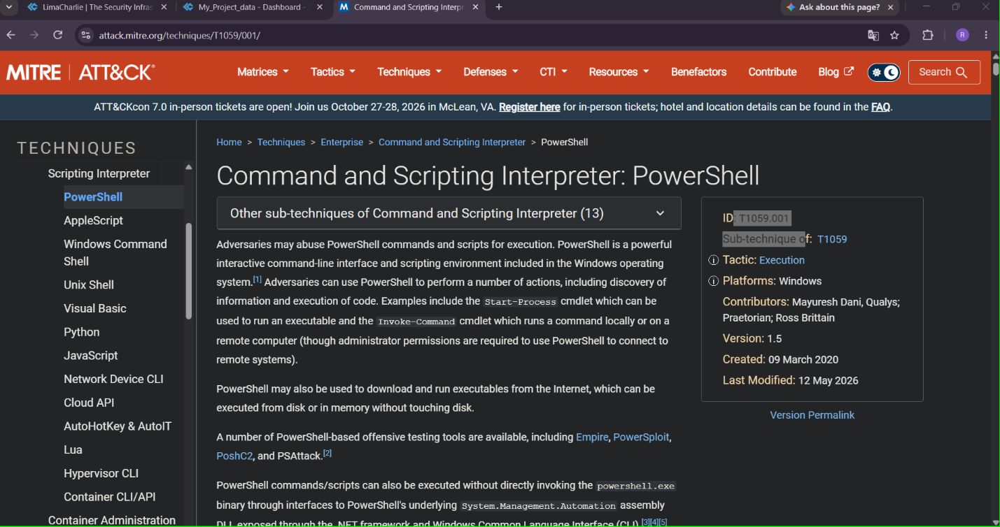 LimaCharlie | The Security Infras
My_Project_data - Dashboard -
Command and Scripting Interpr
Ask about this page?
attack.mitre.org/techniques/T1059/001/
R
MITRE | ATT&CK®
Matrices
Tactics
Techniques
Defenses
CTI
Resources
Benefactors
Contribute
Blog
Search
ATT&CKcon 7.0 in-person tickets are open! Join us October 27-28, 2026 in McLean, VA. Register here for in-person tickets; hotel and location details can be found in the FAQ.
TECHNIQUES
Scripting Interpreter
PowerShell
AppleScript
Windows Command
Shell
Unix Shell
Visual Basic
Python
JavaScript
Network Device CLI
Cloud API
AutoHotKey & AutoIT
Lua
Hypervisor CLI
Container CLI/API
Container Administration
Home > Techniques > Enterprise > Command and Scripting Interpreter > PowerShell
Command and Scripting Interpreter: PowerShell
Other sub-techniques of Command and Scripting Interpreter (13)
Adversaries may abuse PowerShell commands and scripts for execution. PowerShell is a powerful
interactive command-line interface and scripting environment included in the Windows operating
system.[1] Adversaries can use PowerShell to perform a number of actions, including discovery of
information and execution of code. Examples include the Start-Process cmdlet which can be
used to run an executable and the Invoke-Command cmdlet which runs a command locally or on a
remote computer (though administrator permissions are required to use PowerShell to connect to
remote systems).
PowerShell may also be used to download and run executables from the Internet, which can be
executed from disk or in memory without touching disk.
A number of PowerShell-based offensive testing tools are available, including Empire, PowerSploit,
PoshC2, and PSAttack.[2]
PowerShell commands/scripts can also be executed without directly invoking the powershell.exe
binary through interfaces to PowerShell's underlying System.Management.Automation assembly
DLL exposed through the .NET framework and Windows Common Language Interface (CLI).[3][4][5]
ID: T1059.001
Sub-technique of: T1059
Tactic: Execution
Platforms: Windows
Contributors: Mayuresh Dani, Qualys;
Praetorian; Ross Brittain
Version: 1.5
Created: 09 March 2020
Last Modified: 12 May 2026
Version Permalink